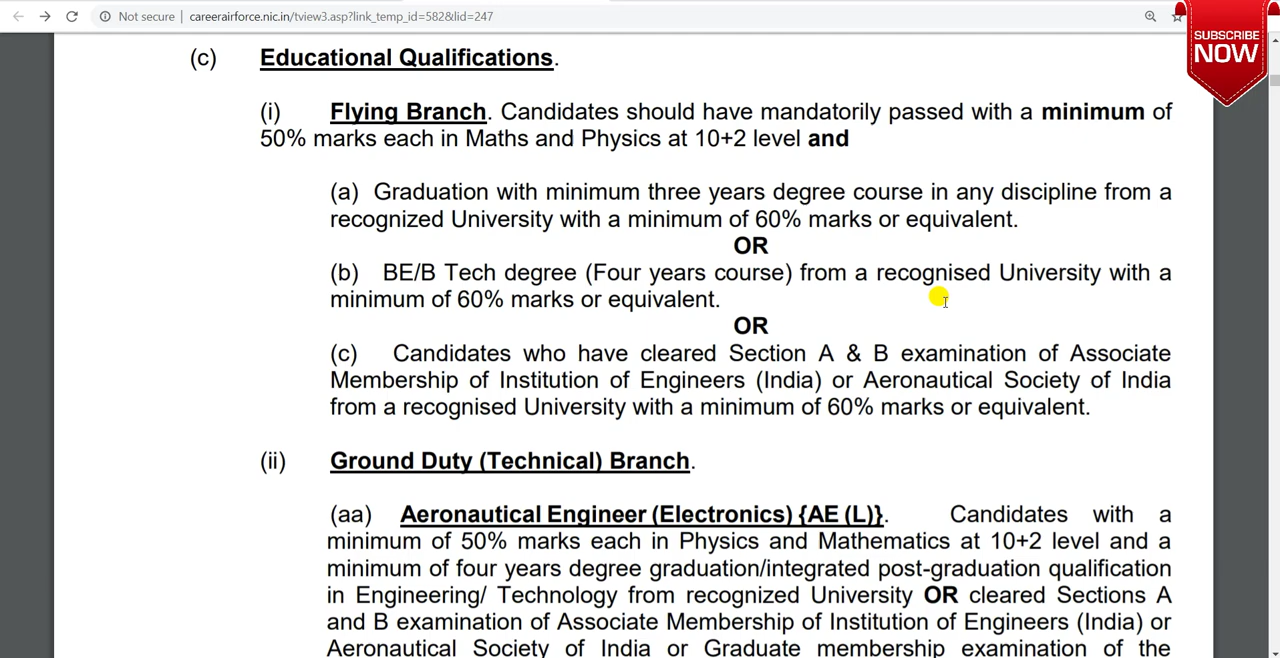 Not secure | careerairforce.nic.in/tview3.asp?link_temp_id=582&lid=247
SUBSCRIBE
NOW
(c) Educational Qualifications.
(i) Flying Branch. Candidates should have mandatorily passed with a minimum of
50% marks each in Maths and Physics at 10+2 level and
(a) Graduation with minimum three years degree course in any discipline from a
recognized University with a minimum of 60% marks or equivalent.
OR
(b) BE/B Tech degree (Four years course) from a recognised University with a
minimum of 60% marks or equivalent.
OR
(c) Candidates who have cleared Section A & B examination of Associate
Membership of Institution of Engineers (India) or Aeronautical Society of India
from a recognised University with a minimum of 60% marks or equivalent.
(ii) Ground Duty (Technical) Branch.
(aa) Aeronautical Engineer (Electronics) {AE (L)}. Candidates with a
minimum of 50% marks each in Physics and Mathematics at 10+2 level and a
minimum of four years degree graduation/integrated post-graduation qualification
in Engineering/ Technology from recognized University OR cleared Sections A
and B examination of Associate Membership of Institution of Engineers (India) or
Aeronautical Society of India or Graduate membership examination of the